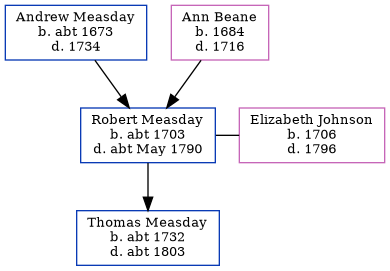 Andrew Measday
b. abt 1673
d. 1734
Ann Beane
b. 1684
d. 1716
Robert Measday
b. abt 1703
d. abt May 1790
Elizabeth Johnson
b. 1706
d. 1796
Thomas Measday
b. abt 1732
d. abt 1803